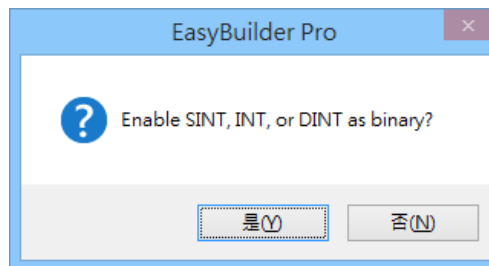 EasyBuilder Pro
Enable SINT, INT, or DINT as binary?
是(Y)
否(N)